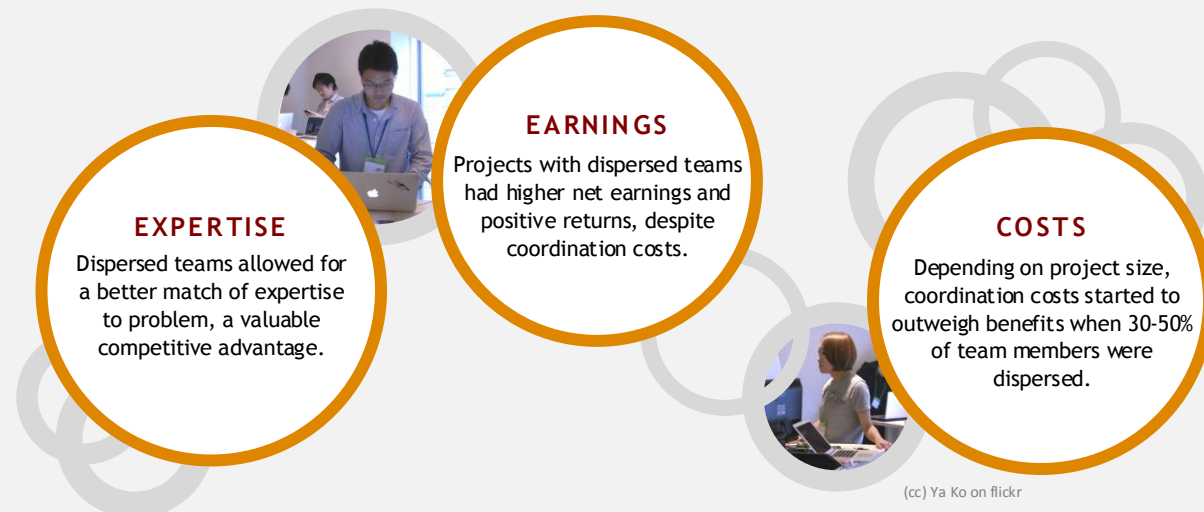 EXPERTISE
Dispersed teams allowed for
a better match of expertise
to problem, a valuable
competitive advantage.
EARNINGS
Projects with dispersed teams
had higher net earnings and
positive returns, despite
coordination costs.
COSTS
Depending on project size,
coordination costs started to
outweigh benefits when 30-50%
of team members were
dispersed.
(cc) Ya Ko on flickr